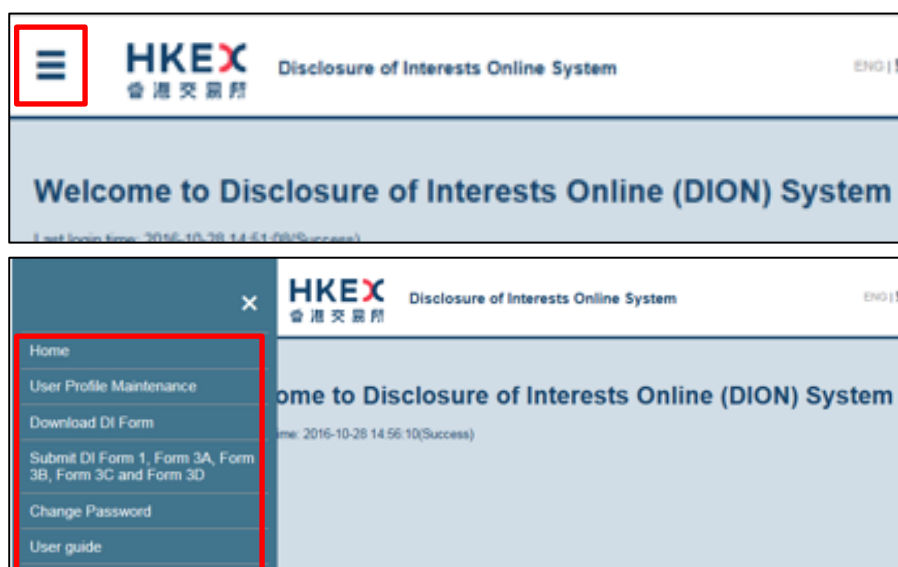 HKEX
香港交易所
Disclosure of Interests Online System
ENG |
Welcome to Disclosure of Interests Online (DION) System
Last login time: 2016-10-28 14:51:09(Success)
×
HKEX
香港交易所
Disclosure of Interests Online System
ENG |
Home
User Profile Maintenance
ome to Disclosure of Interests Online (DION) System
Download DI Form
ime: 2016-10-28 14:56:10(Success)
Submit DI Form 1, Form 3A, Form
3B, Form 3C and Form 3D
Change Password
User guide